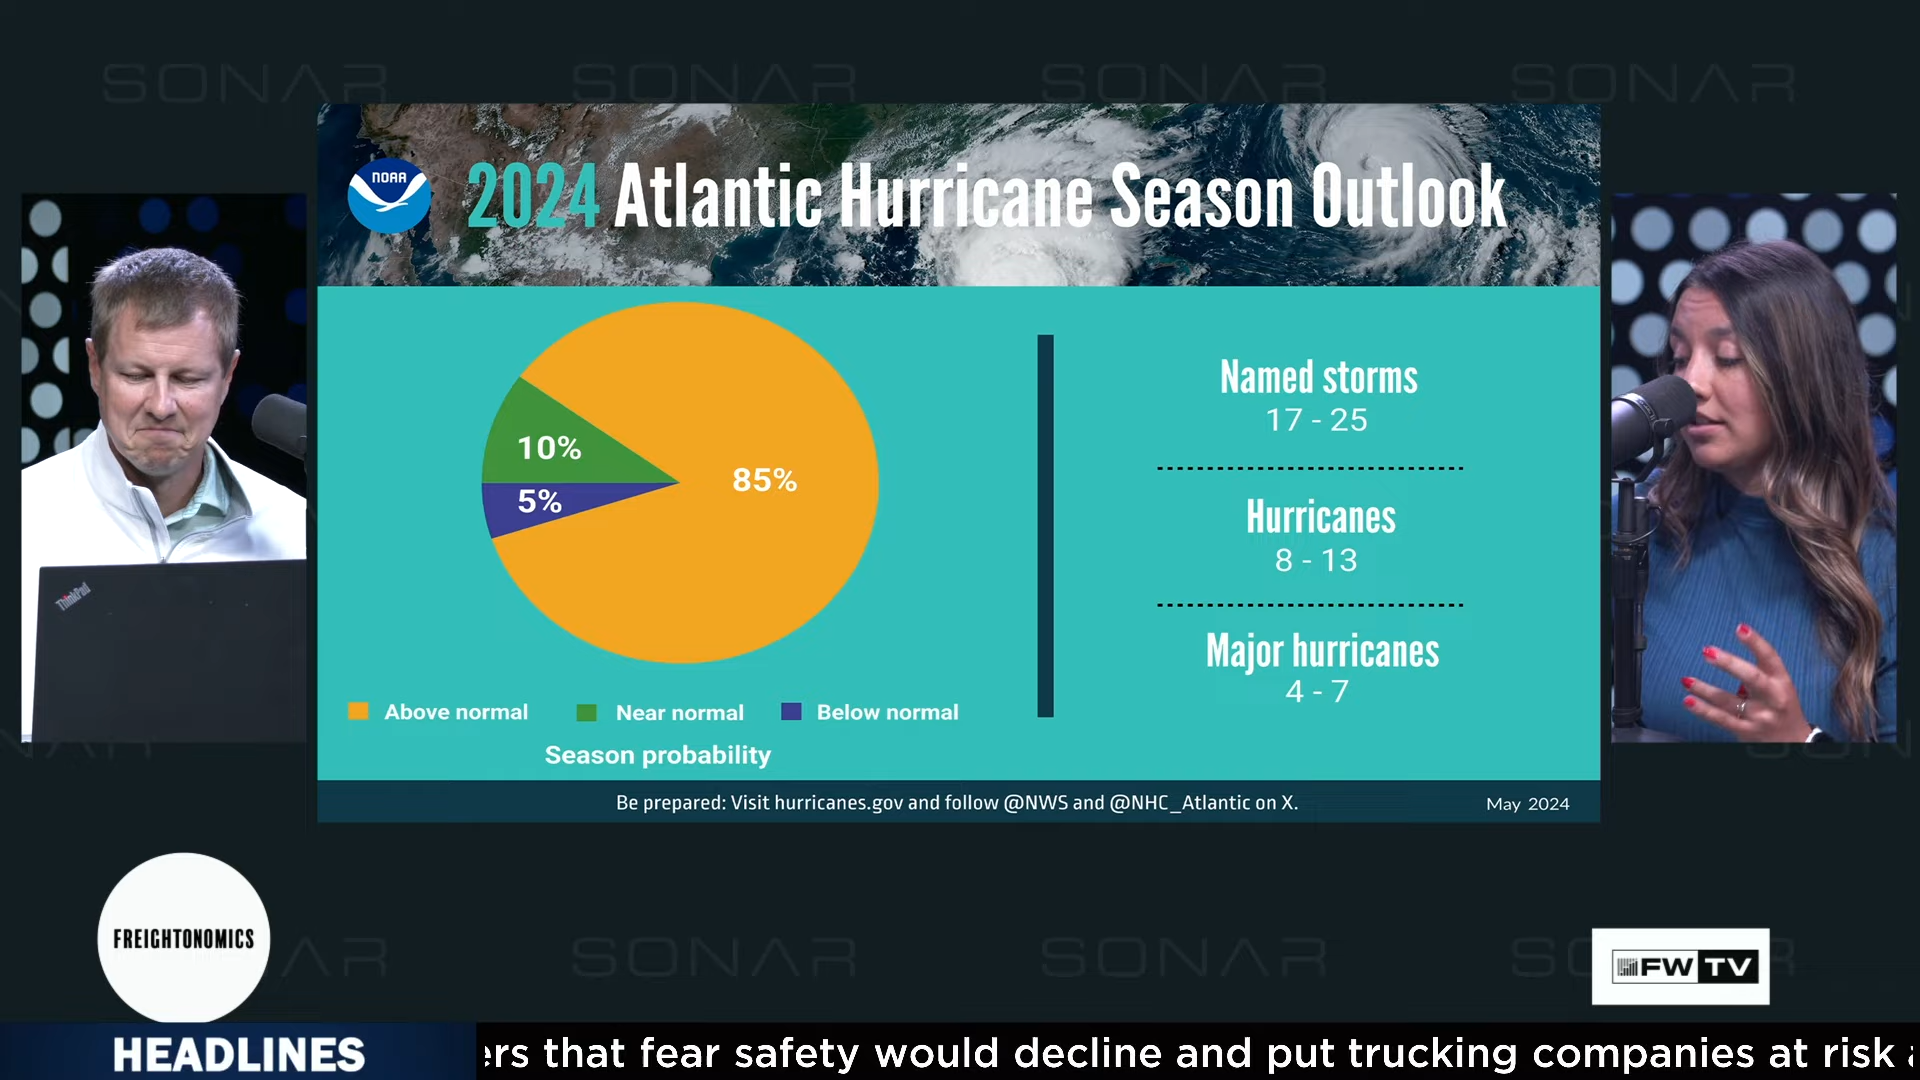 SONAR SONAR SONAR SONAR
NOAA
2024 Atlantic Hurricane Season Outlook
10%
5%
85%
Above normal
Near normal
Below normal
Season probability
Named storms
17 - 25
Hurricanes
8 - 13
Major hurricanes
4 - 7
Be prepared: Visit hurricanes.gov and follow @NWS and @NHC_Atlantic on X.
May 2024
ThinkPad
FREIGHTONOMICS
SONAR SONAR
FW TV
HEADLINES
that fear safety would decline and put trucking companies at risk